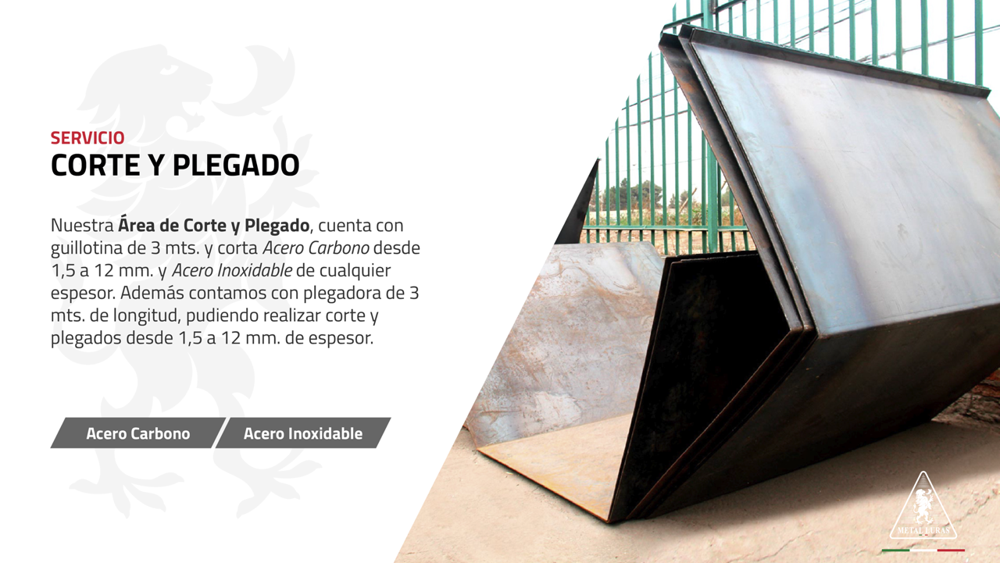 SERVICIO
CORTE Y PLEGADO
Nuestra Área de Corte y Plegado, cuenta con
guillotina de 3 mts. y corta Acero Carbono desde
1,5 a 12 mm. y Acero Inoxidable de cualquier
espesor. Además contamos con plegadora de 3
mts. de longitud, pudiendo realizar corte y
plegados desde 1,5 a 12 mm. de espesor.
Acero Carbono
Acero Inoxidable
METAL EURAS